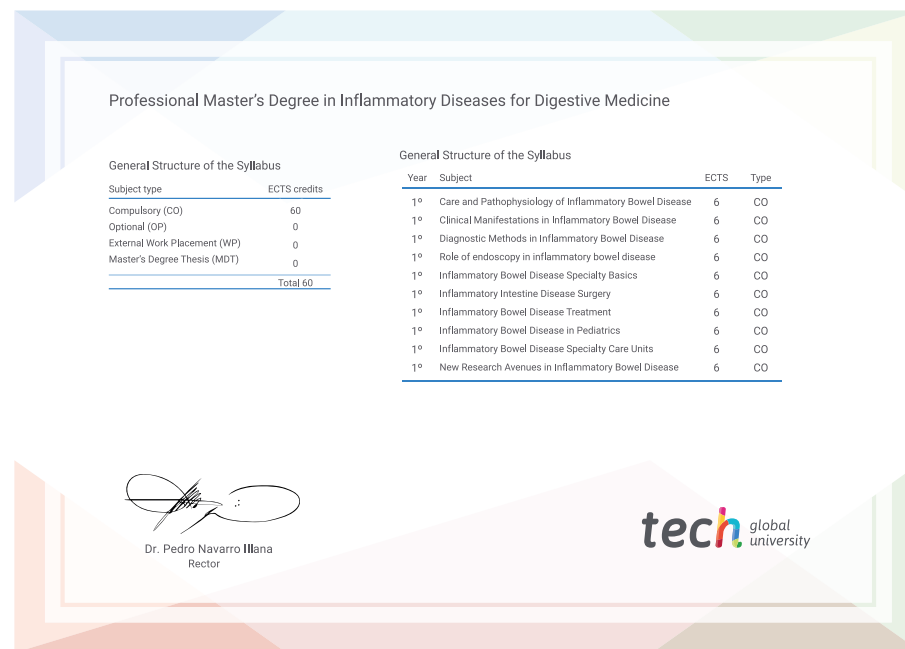 Professional Master's Degree in Inflammatory Diseases for Digestive Medicine
General Structure of the Syllabus
Subject type ECTS credits
Compulsory (CO) 60
Optional (OP) 0
External Work Placement (WP) 0
Master's Degree Thesis (MDT) 0
Total 60
General Structure of the Syllabus
Year Subject ECTS Type
1º Care and Pathophysiology of Inflammatory Bowel Disease 6 CO
1º Clinical Manifestations in Inflammatory Bowel Disease 6 CO
1º Diagnostic Methods in Inflammatory Bowel Disease 6 CO
1º Role of endoscopy in inflammatory bowel disease 6 CO
1º Inflammatory Bowel Disease Specialty Basics 6 CO
1º Inflammatory Intestine Disease Surgery 6 CO
1º Inflammatory Bowel Disease Treatment 6 CO
1º Inflammatory Bowel Disease in Pediatrics 6 CO
1º Inflammatory Bowel Disease Specialty Care Units 6 CO
1º New Research Avenues in Inflammatory Bowel Disease 6 CO
Dr. Pedro Navarro Illana
Rector
tech global
university